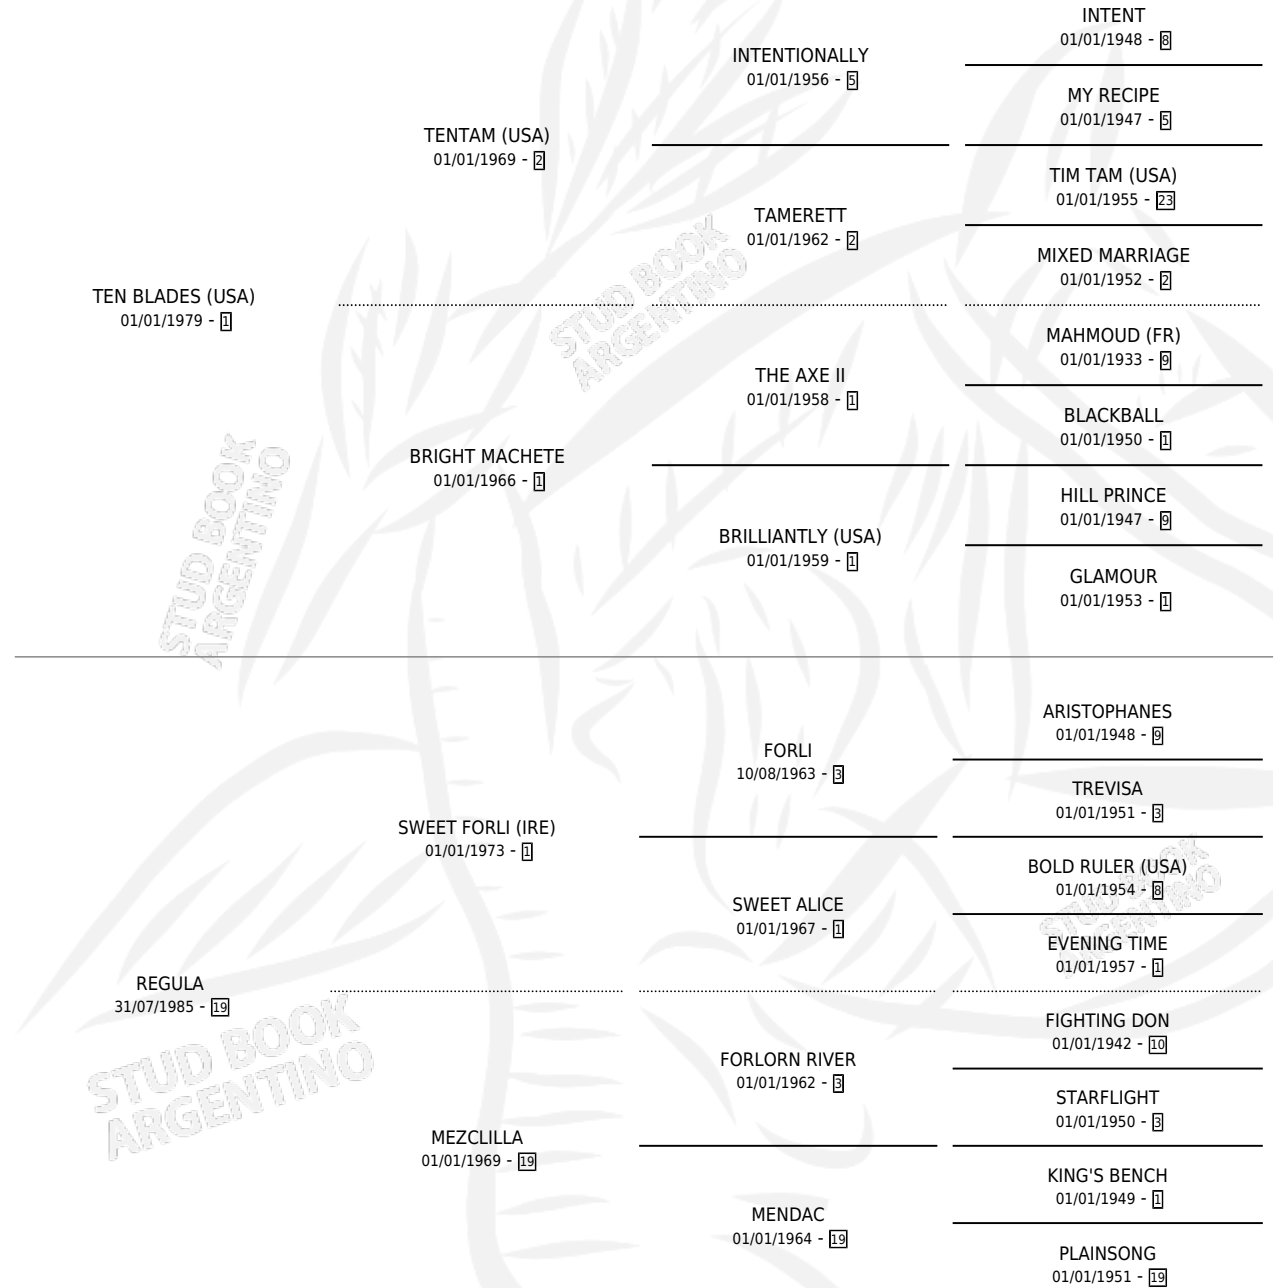 INTENT
01/01/1948 - 8
INTENTIONALLY
01/01/1956 - 5
MY RECIPE
01/01/1947 - 5
TENTAM (USA)
01/01/1969 - 2
TIM TAM (USA)
01/01/1955 - 23
TAMERETT
01/01/1962 - 2
MIXED MARRIAGE
01/01/1952 - 2
STUD BOOK
ARGENTINO
TEN BLADES (USA)
01/01/1979 - 1
MAHMOUD (FR)
01/01/1933 - 9
THE AXE II
01/01/1958 - 1
BLACKBALL
01/01/1950 - 1
BRIGHT MACHETE
01/01/1966 - 1
HILL PRINCE
01/01/1947 - 9
BRILLIANTLY (USA)
01/01/1959 - 1
GLAMOUR
01/01/1953 - 1
STUD BOOK
ARGENTINO
ARISTOPHANES
01/01/1948 - 9
FORLI
10/08/1963 - 3
TREVISA
01/01/1951 - 3
SWEET FORLI (IRE)
01/01/1973 - 1
BOLD RULER (USA)
01/01/1954 - 8
SWEET ALICE
01/01/1967 - 1
EVENING TIME
01/01/1957 - 1
STUD BOOK
ARGENTINO
REGULA
31/07/1985 - 19
FIGHTING DON
01/01/1942 - 10
FORLORN RIVER
01/01/1962 - 3
STARFLIGHT
01/01/1950 - 3
STUD BOOK
ARGENTINO
MEZCLILLA
01/01/1969 - 19
KING'S BENCH
01/01/1949 - 1
MENDAC
01/01/1964 - 19
PLAINSONG
01/01/1951 - 19